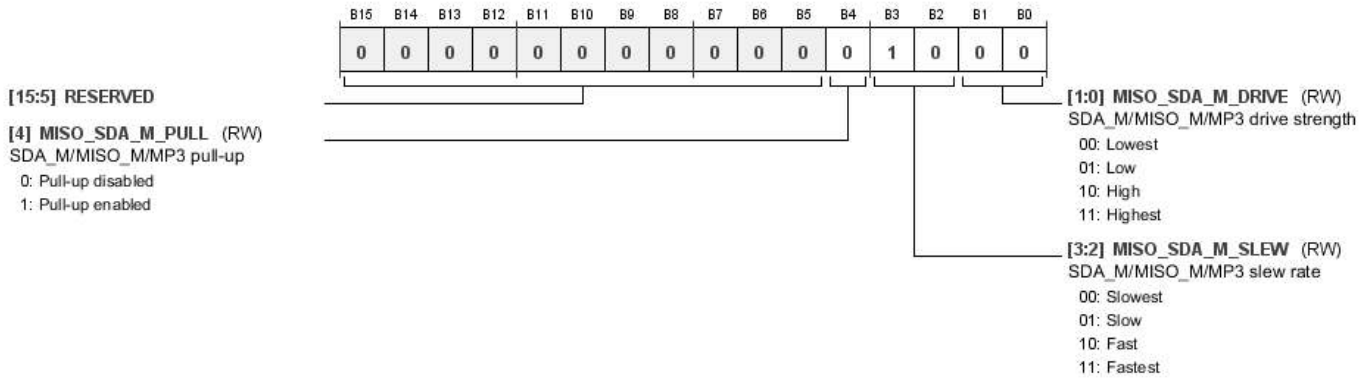 B15 B14 B13 B12 B11 B10 B9 B8 B7 B6 B5 B4 B3 B2 B1 B0
0 0 0 0 0 0 0 0 0 0 0 0 1 0 0 0
[15:5] RESERVED
[4] MISO_SDA_M_PULL (RW)
SDA_M/MISO_M/MP3 pull-up
0: Pull-up disabled
1: Pull-up enabled
[1:0] MISO_SDA_M_DRIVE (RW)
SDA_M/MISO_M/MP3 drive strength
00: Lowest
01: Low
10: High
11: Highest
[3:2] MISO_SDA_M_SLEW (RW)
SDA_M/MISO_M/MP3 slew rate
00: Slowest
01: Slow
10: Fast
11: Fastest